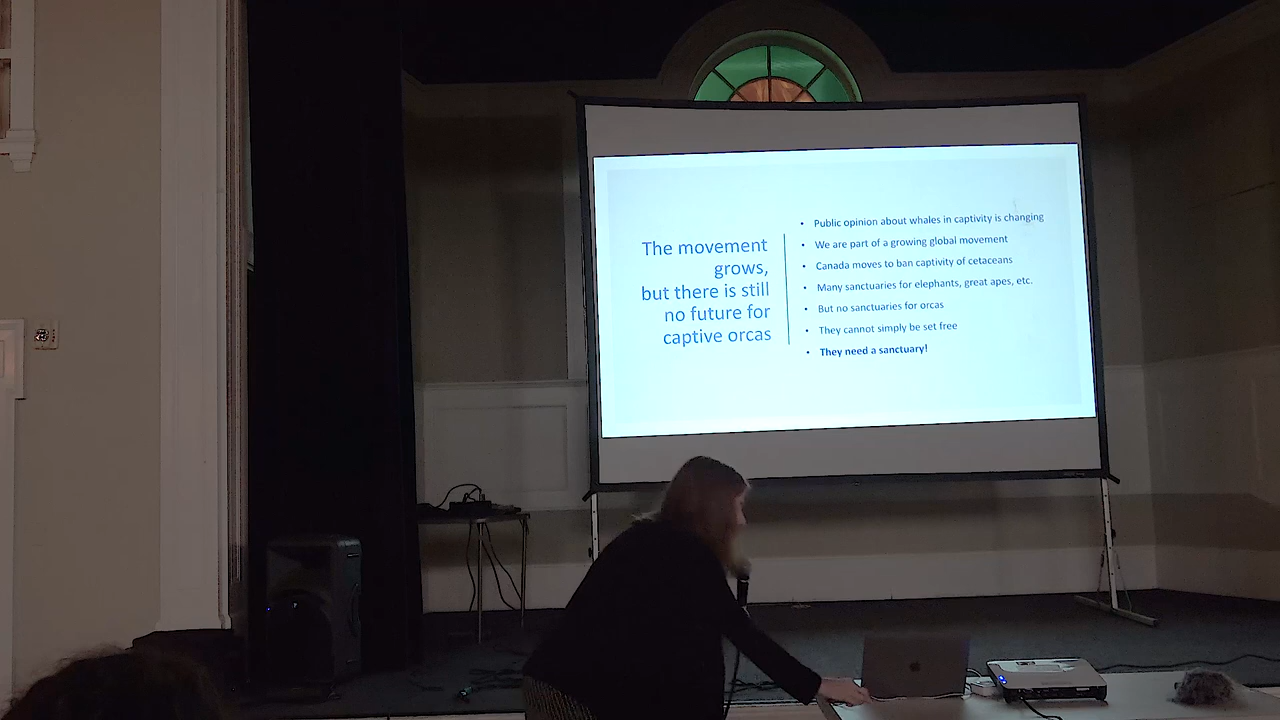 The movement
grows,
but there is still
no future for
captive orcas
• Public opinion about whales in captivity is changing
• We are part of a growing global movement
• Canada moves to ban captivity of cetaceans
• Many sanctuaries for elephants, great apes, etc.
• But no sanctuaries for orcas
• They cannot simply be set free
• They need a sanctuary!